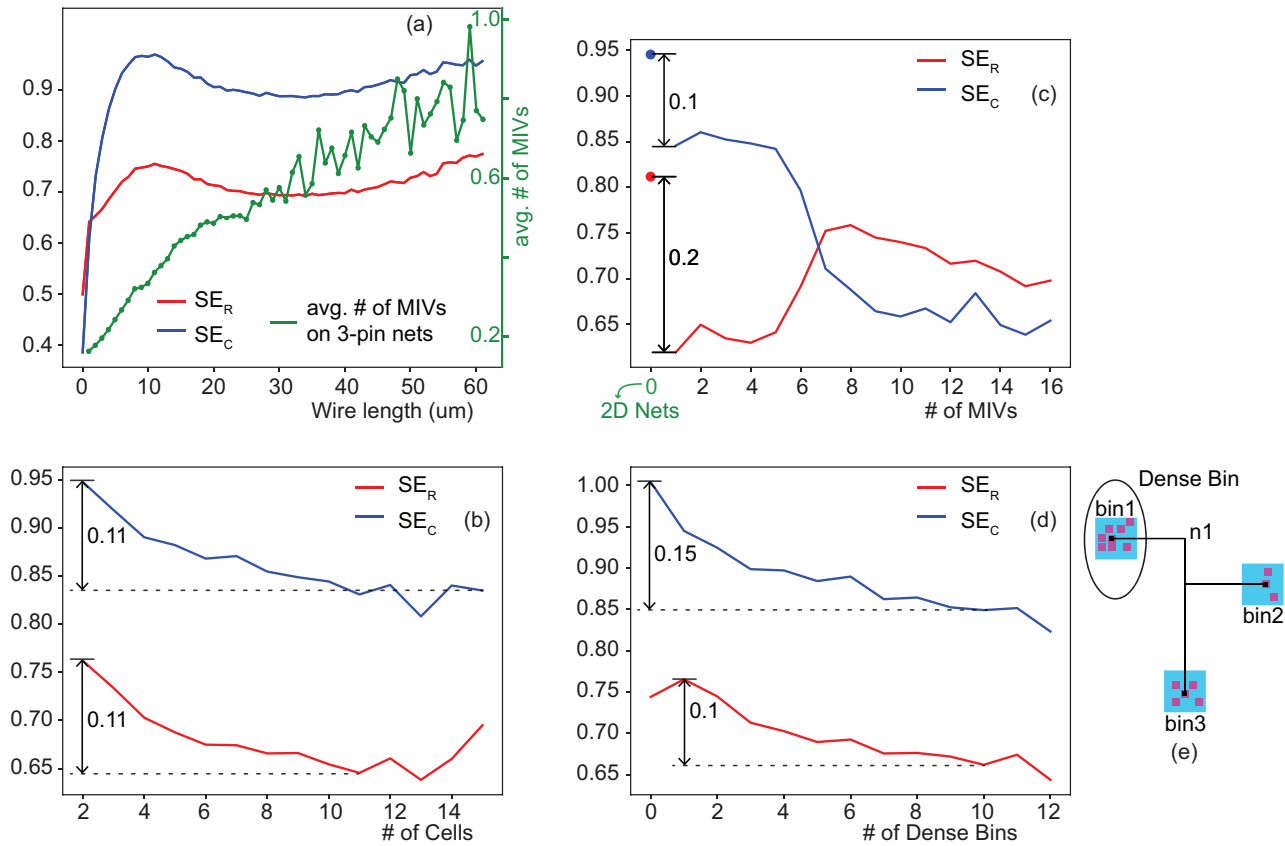 (a)
1.0
0.9
0.8
0.7
0.6
0.5
0.4
0.6
0.2
avg. # of MIVs
SE_R
SE_C
avg. # of MIVs
on 3-pin nets
0 10 20 30 40 50 60
Wire length (um)
0.95
0.90
0.85
0.80
0.75
0.70
0.65
SE_R
SE_C
(c)
0.1
0.2
0 2 4 6 8 10 12 14 16
2D Nets
# of MIVs
0.95
0.90
0.85
0.80
0.75
0.70
0.65
SE_R
SE_C
(b)
0.11
0.11
2 4 6 8 10 12 14
# of Cells
1.00
0.95
0.90
0.85
0.80
0.75
0.70
0.65
SE_R
SE_C
(d)
0.15
0.1
0 2 4 6 8 10 12
# of Dense Bins
Dense Bin
bin1
n1
bin2
bin3
(e)